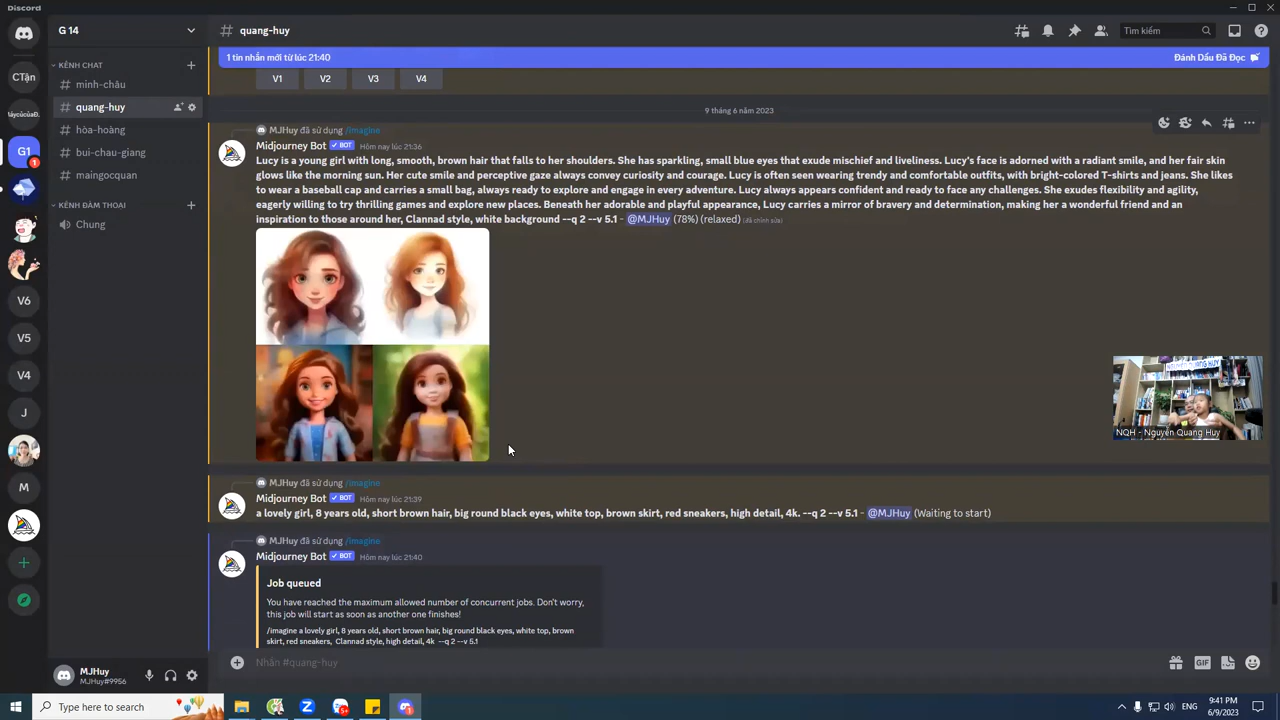 Discord
G 14
quang-huy
Tìm kiếm
1 tin nhắn mới từ lúc 21:40
Đánh Dấu Đã Đọc
V1 V2 V3 V4
9 tháng 6 năm 2023
CTận
G1
1
V6
V5
V4
J
M
KÊNH CHAT
minh-châu
quang-huy
hòa-hoàng
bui-chau-giang
maingocquan
KÊNH ĐÀM THOẠI
Chung
MJHuy đã sử dụng /imagine
Midjourney Bot BOT Hôm nay lúc 21:36
Lucy is a young girl with long, smooth, brown hair that falls to her shoulders. She has sparkling, small blue eyes that exude mischief and liveliness. Lucy's face is adorned with a radiant smile, and her fair skin
glows like the morning sun. Her cute smile and perceptive gaze always convey curiosity and courage. Lucy is often seen wearing trendy and comfortable outfits, with bright-colored T-shirts and jeans. She likes
to wear a baseball cap and carries a small bag, always ready to explore and engage in every adventure. Lucy always appears confident and ready to face any challenges. She exudes flexibility and agility,
eagerly willing to try thrilling games and explore new places. Beneath her adorable and playful appearance, Lucy carries a mirror of bravery and determination, making her a wonderful friend and an
inspiration to those around her, Clannad style, white background --q 2 --v 5.1 - @MJHuy (78%) (relaxed) (đã chỉnh sửa)
NGUYỄN QUANG HUY
NQH - Nguyen Quang Huy
MJHuy đã sử dụng /imagine
Midjourney Bot BOT Hôm nay lúc 21:39
a lovely girl, 8 years old, short brown hair, big round black eyes, white top, brown skirt, red sneakers, high detail, 4k. --q 2 --v 5.1 - @MJHuy (Waiting to start)
MJHuy đã sử dụng /imagine
Midjourney Bot BOT Hôm nay lúc 21:40
Job queued
You have reached the maximum allowed number of concurrent jobs. Don't worry,
this job will start as soon as another one finishes!
/imagine a lovely girl, 8 years old, short brown hair, big round black eyes, white top, brown
skirt, red sneakers, Clannad style, high detail, 4k --q 2 --v 5.1
MJHuy
MJHuy#9956
Nhắn #quang-huy
GIF
Type here to search
5+
1
ENG
9:41 PM
6/9/2023